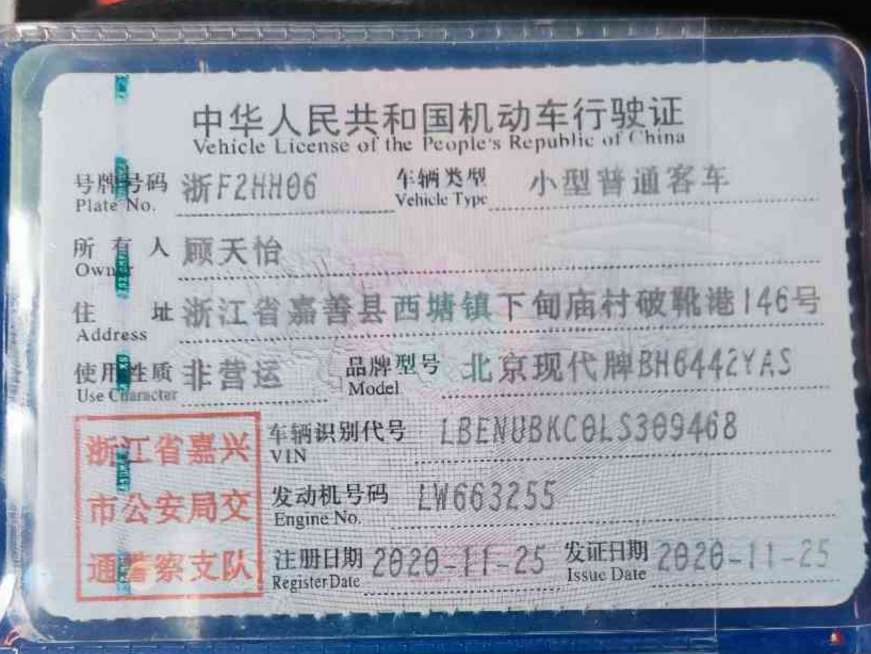 中华人民共和国机动车行驶证
Vehicle License of the People's Republic of China
号牌号码 浙F2HH06 车辆类型 小型普通客车
Plate No. Vehicle Type
所有人 顾天怡
Owner
住址 浙江省嘉善县西塘镇下甸庙村破靴港146号
Address
使用性质 非营运 品牌型号 北京现代牌BH6442YAS
Use Character Model
浙江省嘉兴 车辆识别代号 LBENUBKC0LS309468
VIN
市公安局交 发动机号码 LW663255
Engine No.
通警察支队 注册日期 2020-11-25 发证日期 2020-11-25
Register Date Issue Date